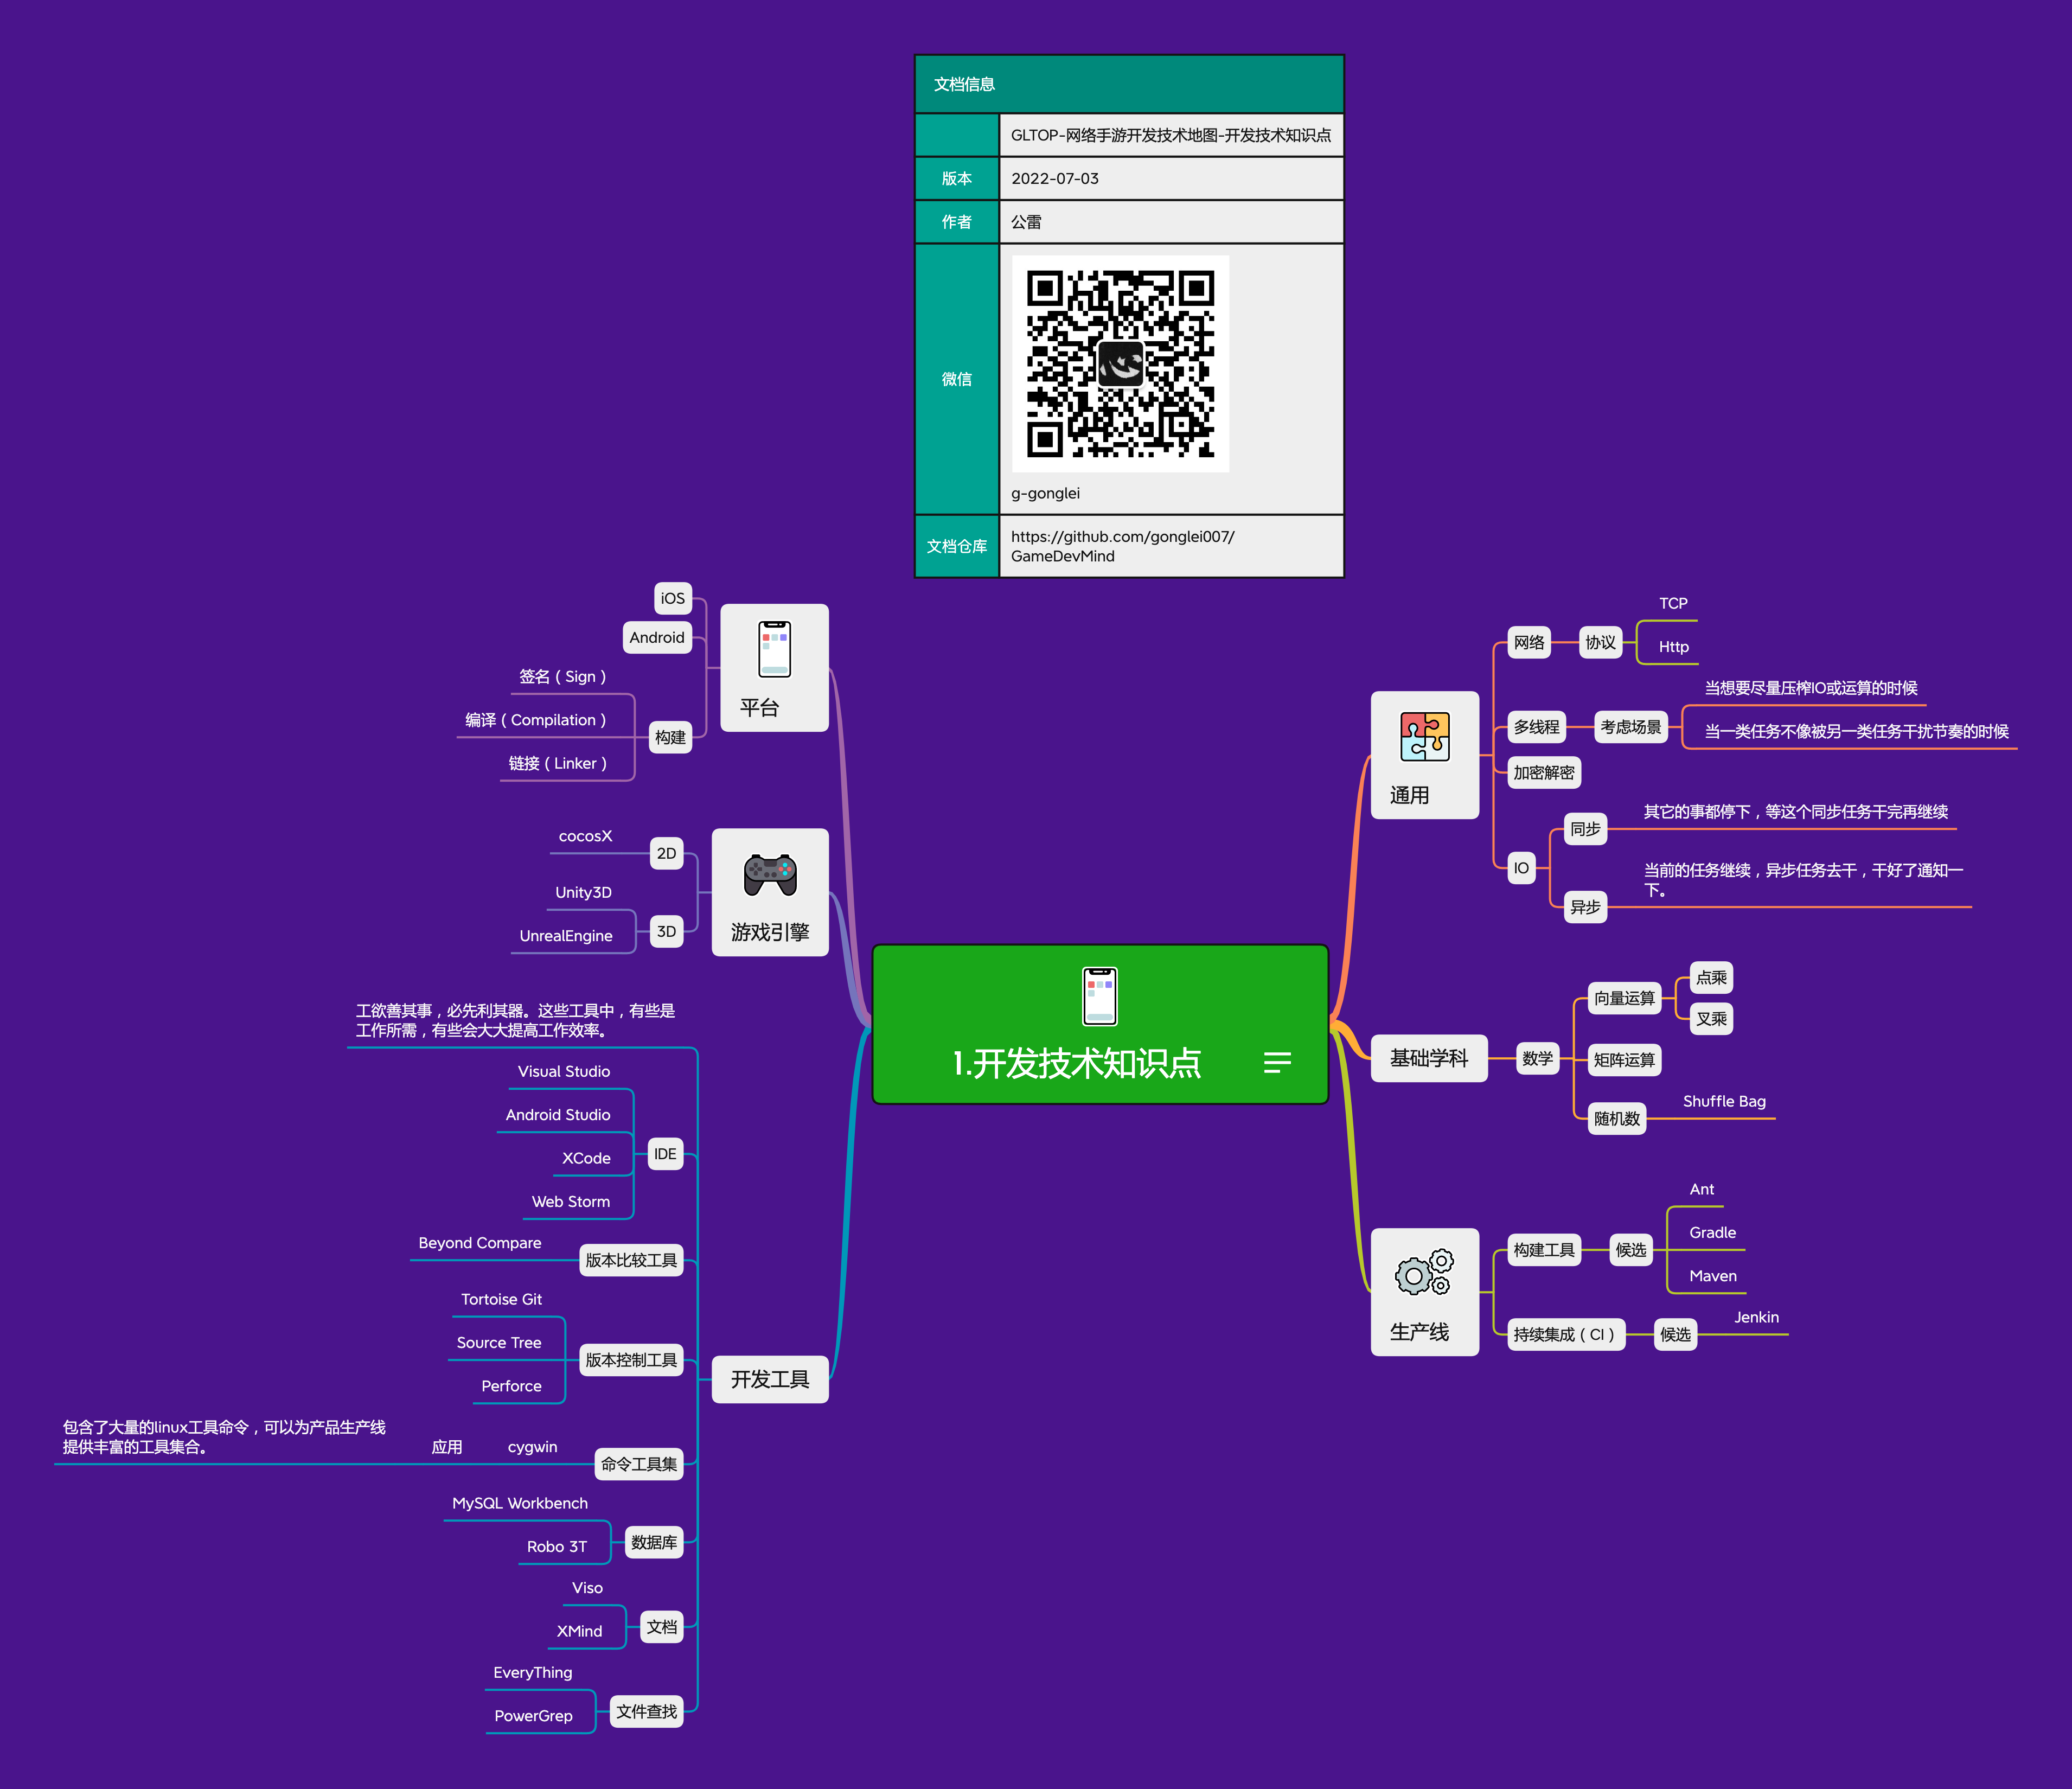 文档信息
GLTOP-网络手游开发技术地图-开发技术知识点
版本
2022-07-03
作者
公雷
微信
g-gonglei
文档仓库
https://github.com/gonglei007/
GameDevMind
1.开发技术知识点
平台
iOS
Android
构建
签名（Sign）
编译（Compilation）
链接（Linker）
游戏引擎
2D
cocosX
3D
Unity3D
UnrealEngine
开发工具
工欲善其事，必先利其器。这些工具中，有些是
工作所需，有些会大大提高工作效率。
IDE
Visual Studio
Android Studio
XCode
Web Storm
版本比较工具
Beyond Compare
版本控制工具
Tortoise Git
Source Tree
Perforce
命令工具集
cygwin
应用
包含了大量的linux工具命令，可以为产品生产线
提供丰富的工具集合。
数据库
MySQL Workbench
Robo 3T
文档
Viso
XMind
文件查找
EveryThing
PowerGrep
通用
网络
协议
TCP
Http
多线程
考虑场景
当想要尽量压榨IO或运算的时候
当一类任务不像被另一类任务干扰节奏的时候
加密解密
IO
同步
其它的事都停下，等这个同步任务干完再继续
异步
当前的任务继续，异步任务去干，干好了通知一
下。
基础学科
数学
向量运算
点乘
叉乘
矩阵运算
随机数
Shuffle Bag
生产线
构建工具
候选
Ant
Gradle
Maven
持续集成（CI）
候选
Jenkin